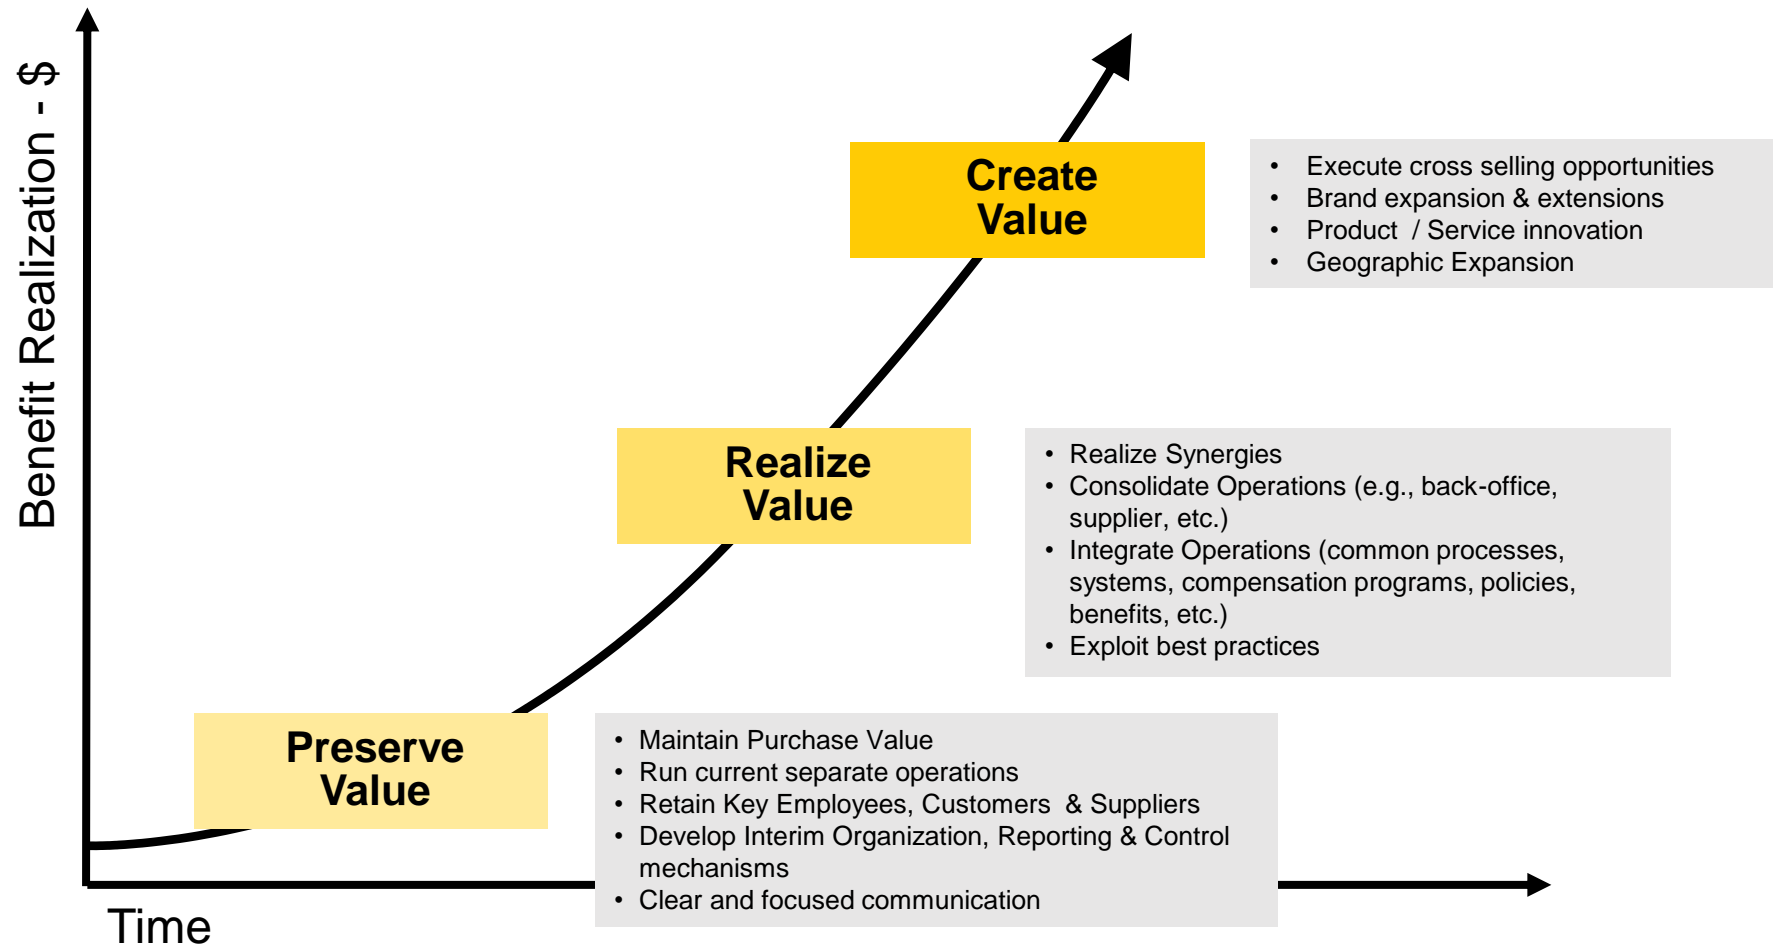 Benefit Realization - $
Create
Value
• Execute cross selling opportunities
• Brand expansion & extensions
• Product / Service innovation
• Geographic Expansion
Realize
Value
• Realize Synergies
• Consolidate Operations (e.g., back-office,
supplier, etc.)
• Integrate Operations (common processes,
systems, compensation programs, policies,
benefits, etc.)
• Exploit best practices
Preserve
Value
• Maintain Purchase Value
• Run current separate operations
• Retain Key Employees, Customers & Suppliers
• Develop Interim Organization, Reporting & Control
mechanisms
• Clear and focused communication
Time